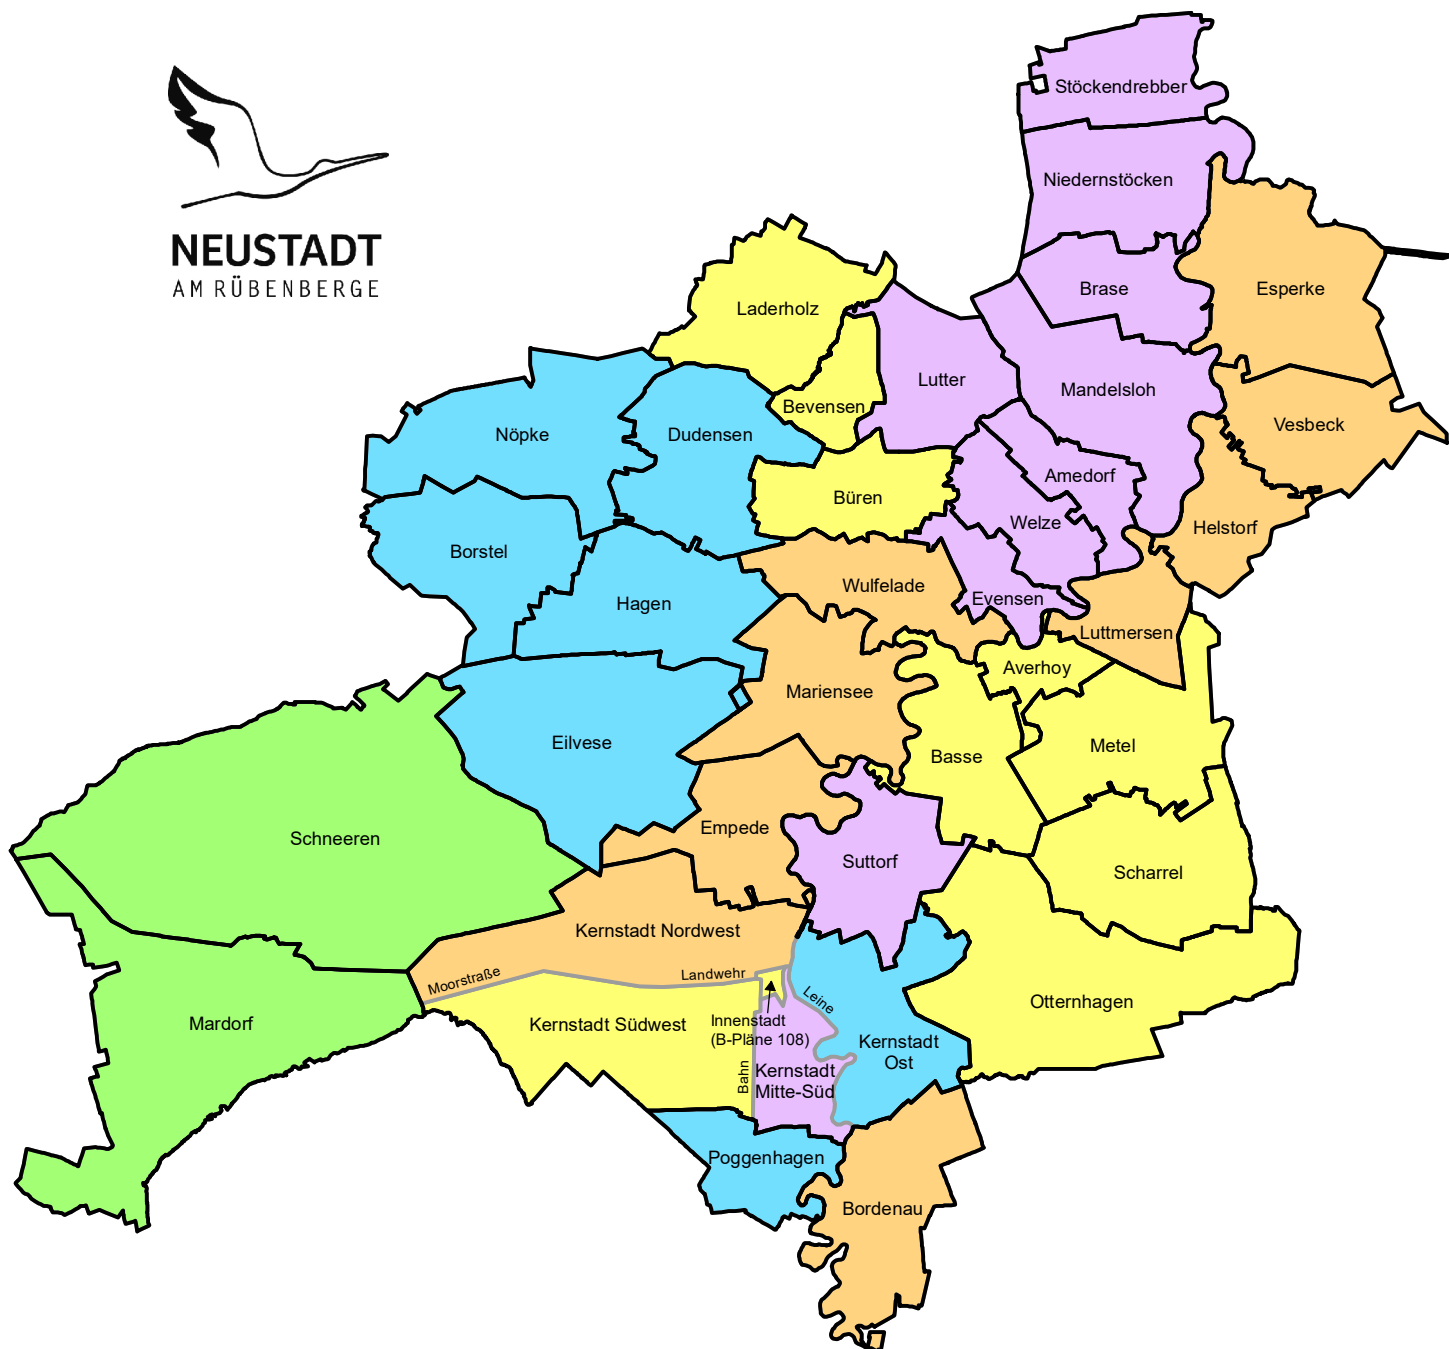 NEUSTADT
AM RÜBENBERGE
Stöckendrebber
Niedernstöcken
Brase
Esperke
Laderholz
Lutter
Mandelsloh
Bevensen
Vesbeck
Nöpke
Dudensen
Amedorf
Büren
Welze
Helstorf
Borstel
Wulfelade
Evensen
Hagen
Luttmersen
Averhoy
Mariensee
Eilvese
Basse
Metel
Empede
Schneeren
Suttorf
Scharrel
Kernstadt Nordwest
Moorstraße
Landwehr
Leine
Otternhagen
Mardorf
Kernstadt Südwest
Innenstadt
(B-Pläne 108)
Kernstadt
Ost
Bahn
Kernstadt
Mitte-Süd
Poggenhagen
Bordenau